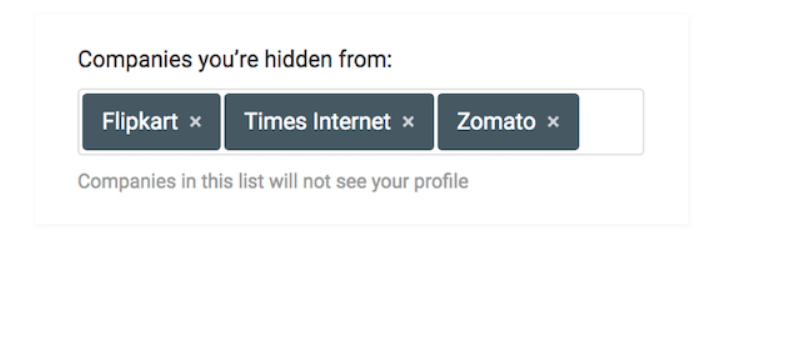 Companies you’re hidden from:
Flipkart × Times Internet × Zomato ×
Companies in this list will not see your profile